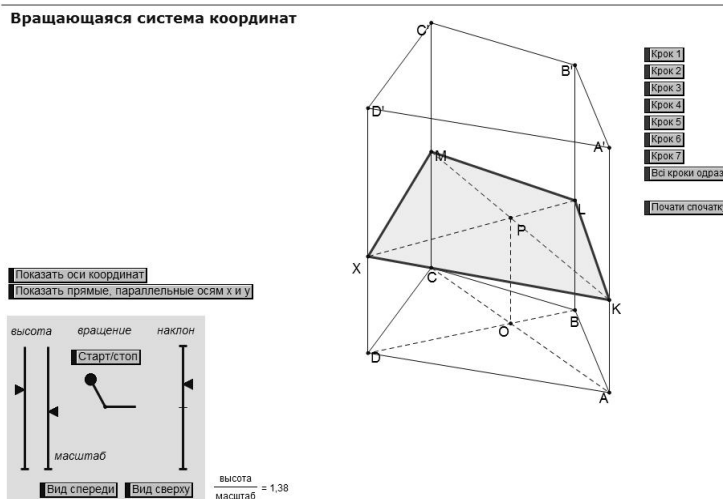 Вращающаяся система координат
C'
B'
D'
A'
M
L
P
X
C
K
B
O
D
A
Крок 1
Крок 2
Крок 3
Крок 4
Крок 5
Крок 6
Крок 7
Всі кроки одраз
Почати спочатк
Показать оси координат
Показать прямые, параллельные осям x и y
высота вращение наклон
Старт/стоп
масштаб
Вид спереди Вид сверху
высота
масштаб = 1,38